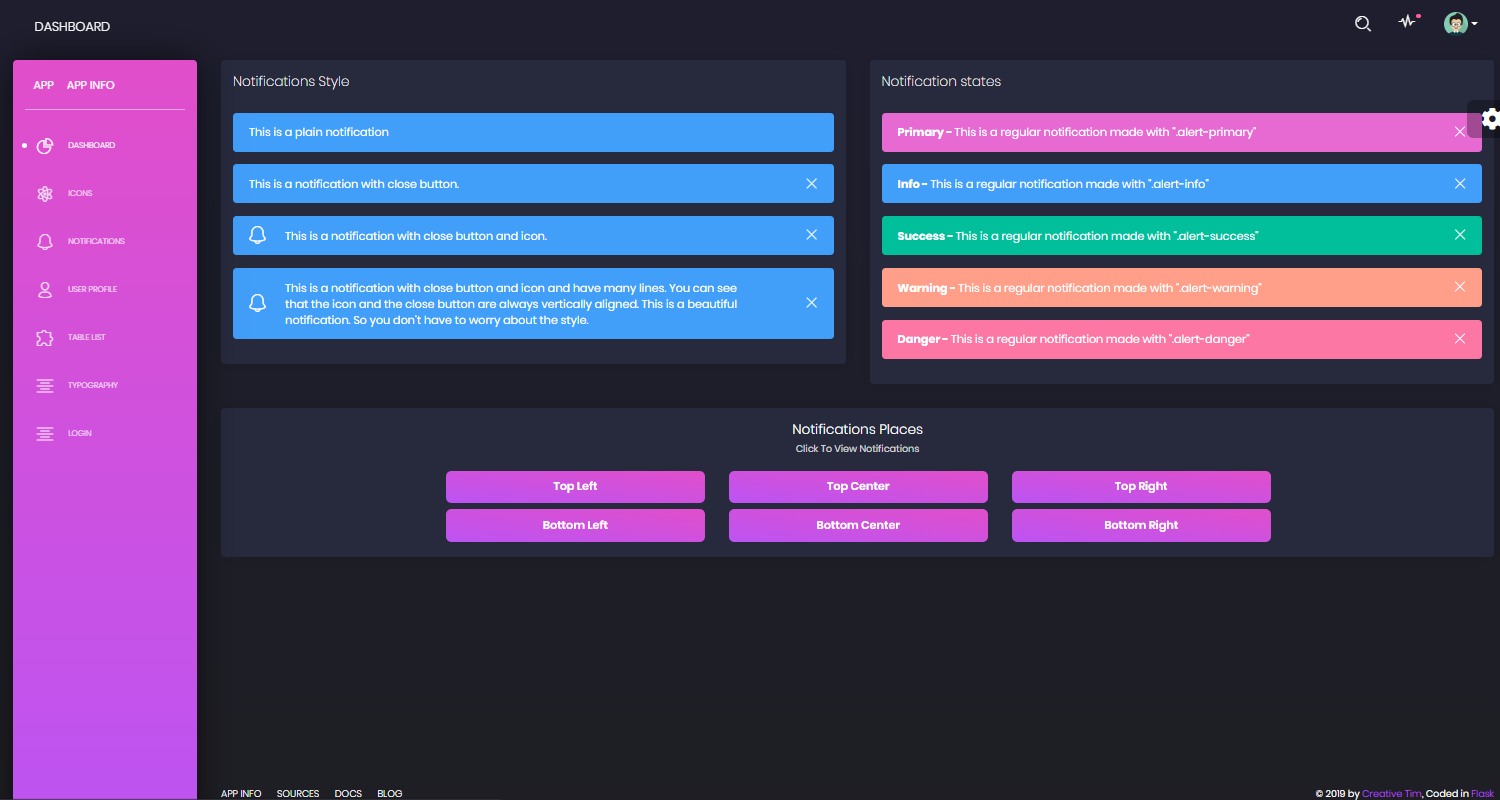 DASHBOARD
APP APP INFO
DASHBOARD
ICONS
NOTIFICATIONS
USER PROFILE
TABLE LIST
TYPOGRAPHY
LOGIN
Notifications Style
This is a plain notification
This is a notification with close button.
This is a notification with close button and icon.
This is a notification with close button and icon and have many lines. You can see
that the icon and the close button are always vertically aligned. This is a beautiful
notification. So you don't have to worry about the style.
Notification states
Primary - This is a regular notification made with ".alert-primary"
Info - This is a regular notification made with ".alert-info"
Success - This is a regular notification made with ".alert-success"
Warning - This is a regular notification made with ".alert-warning"
Danger - This is a regular notification made with ".alert-danger"
Notifications Places
Click To View Notifications
Top Left Top Center Top Right
Bottom Left Bottom Center Bottom Right
APP INFO SOURCES DOCS BLOG
© 2019 by Creative Tim, Coded in Flask